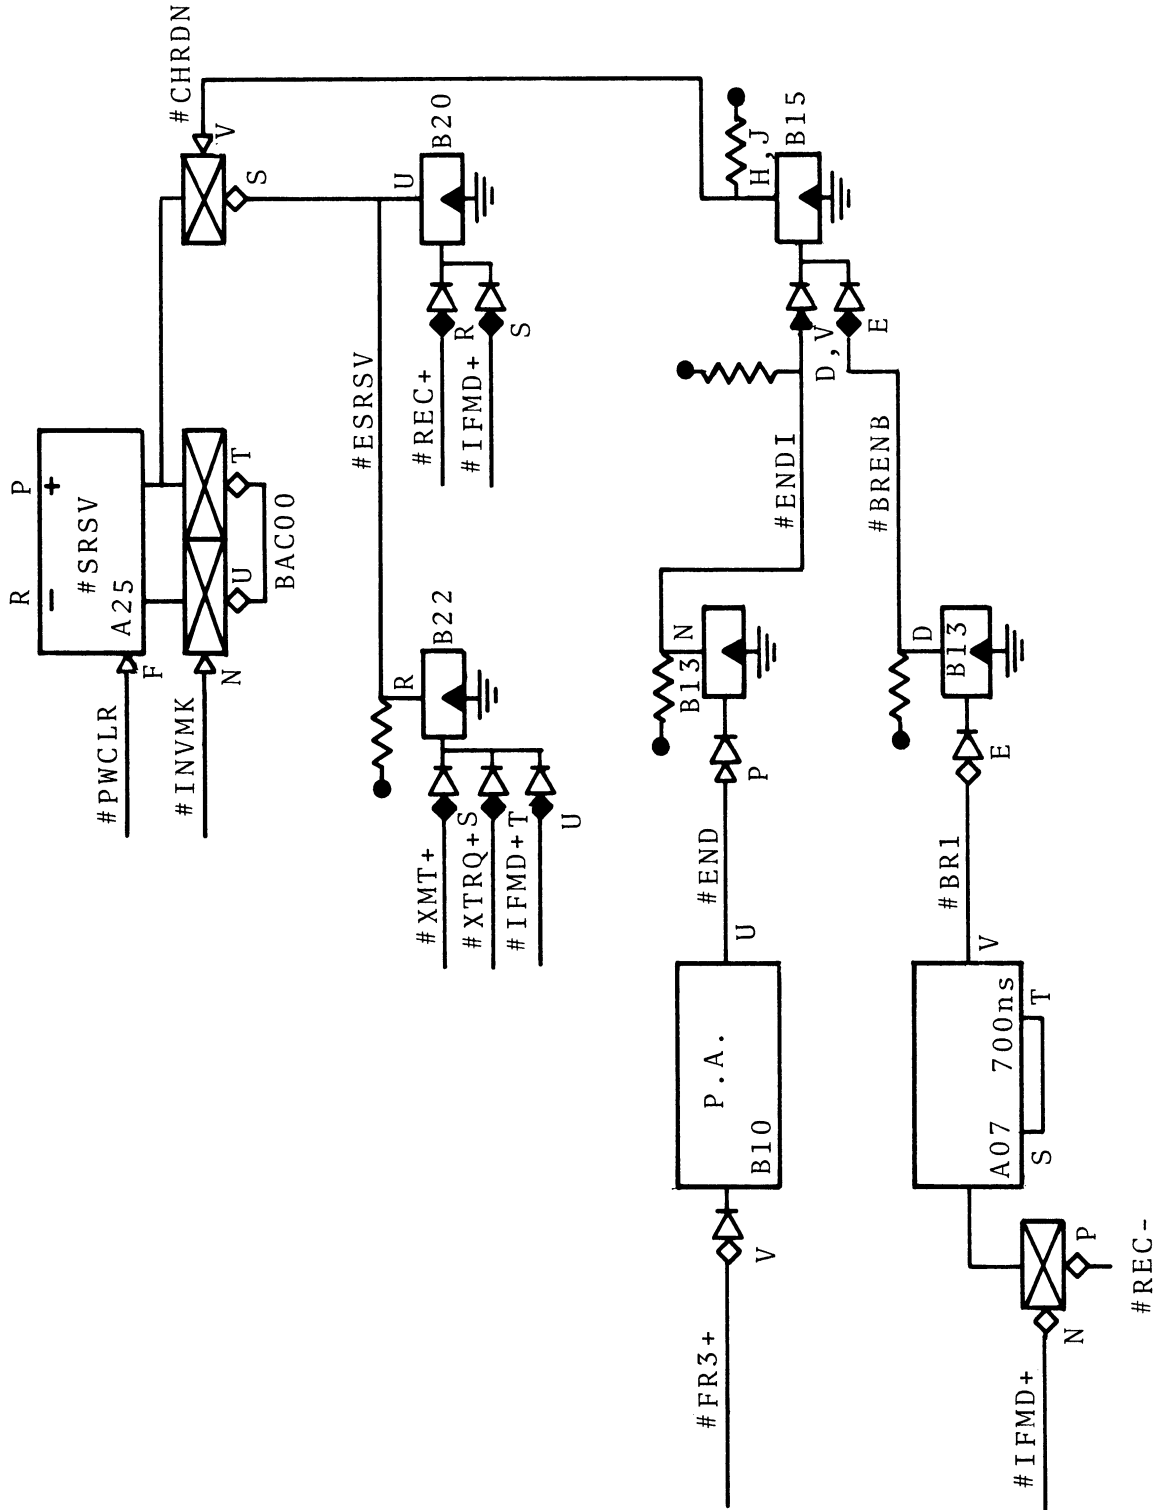 #CHRDN
V
S
R
P
-
+
#SRSV
A25
F
#PWCLR
N
#INVMK
U
T
BAC00
B20
U
#ESRSV
R
#REC+
S
#IFMD+
B22
R
#XMT+
S
#XTRQ+
T
#IFMD+
U
B15
H,J
D,V
E
#ENDI
#BRENB
N
B13
P
#END
U
P.A.
B10
V
#FR3+
D
B13
E
#BR1
V
A07
700ns
S
T
P
N
#REC-
#IFMD+